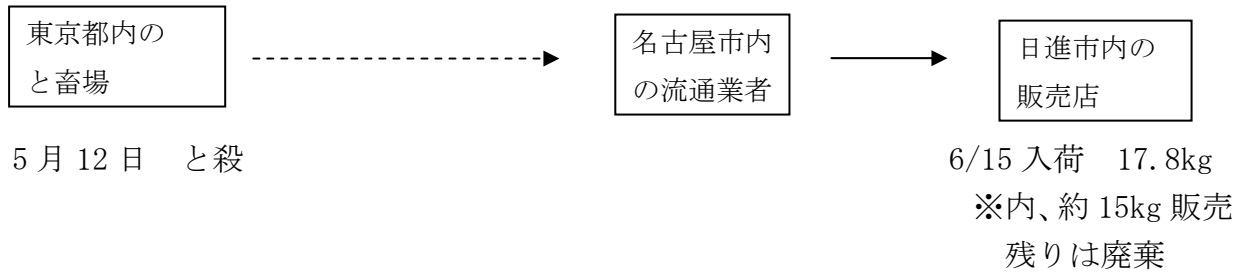 東京都内の
と畜場
名古屋市内
の流通業者
日進市内の
販売店
5月12日　と殺
6/15 入荷　17.8kg
※内、約15kg販売
残りは廃棄